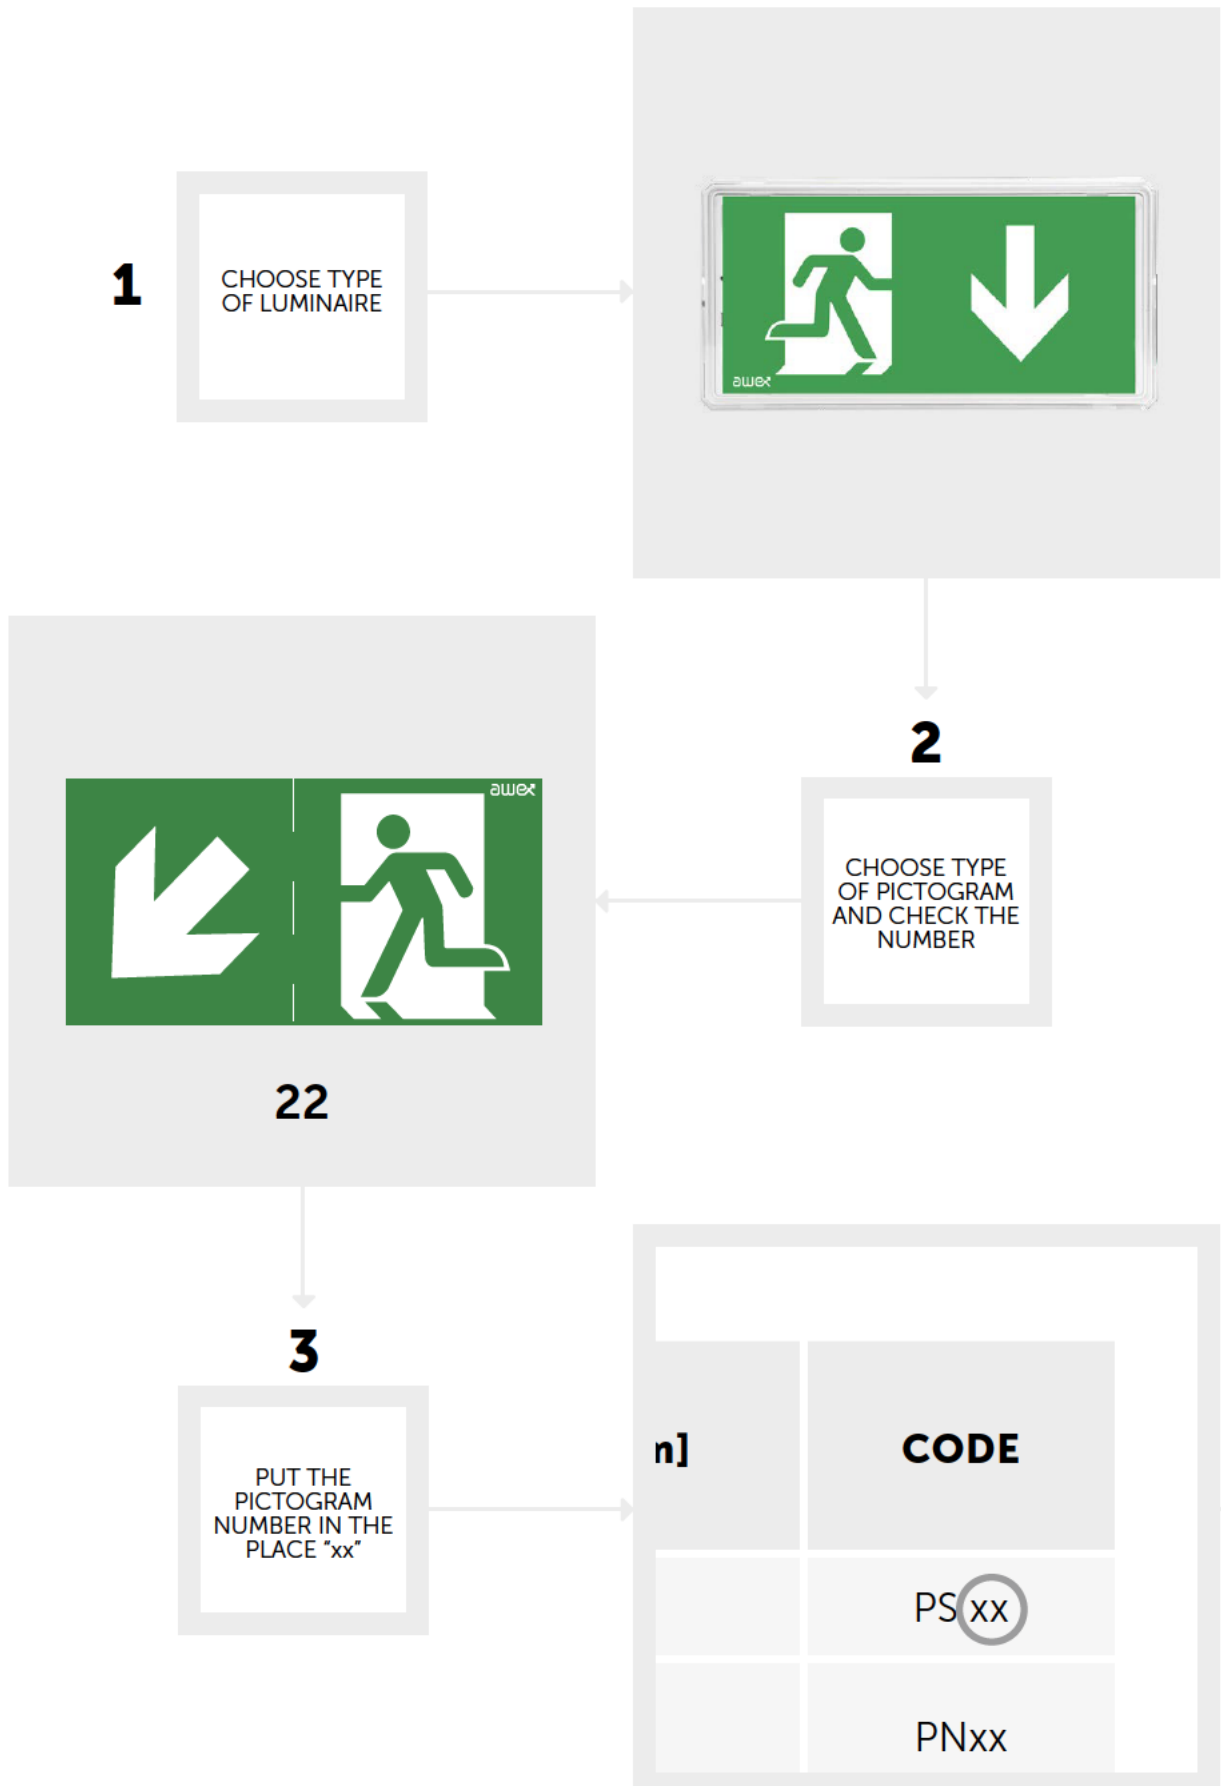 1
CHOOSE TYPE
OF LUMINAIRE
awex
2
CHOOSE TYPE
OF PICTOGRAM
AND CHECK THE
NUMBER
awex
22
3
PUT THE
PICTOGRAM
NUMBER IN THE
PLACE "xx"
n]
CODE
PSxx
PNxx